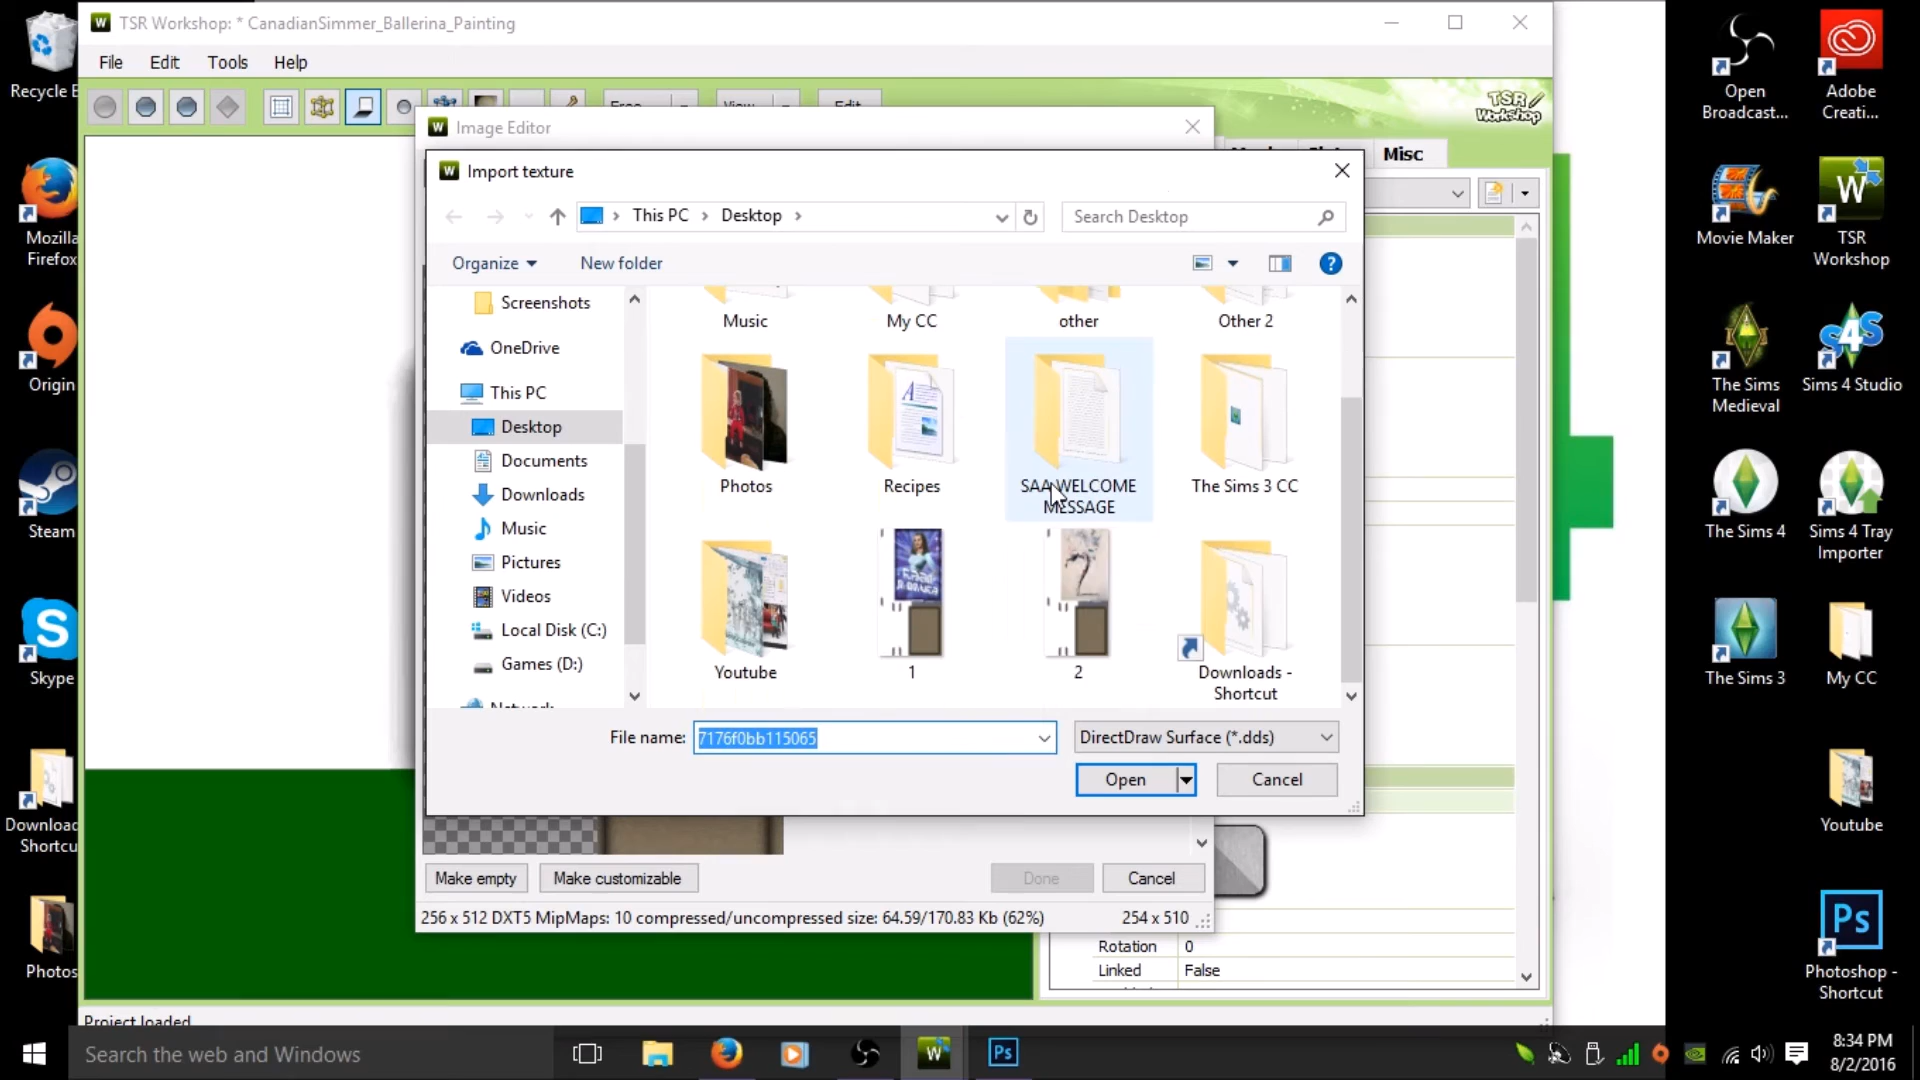 TSR Workshop: * CanadianSimmer_Ballerina_Painting
File Edit Tools Help
TSR Workshop
Image Editor
Misc
Import texture
This PC Desktop
Search Desktop
Organize New folder
Screenshots
OneDrive
This PC
Desktop
Documents
Downloads
Music
Pictures
Videos
Local Disk (C:)
Games (D:)
Network
Music My CC other Other 2
Photos Recipes SAA WELCOME MESSAGE The Sims 3 CC
Youtube 1 2 Downloads - Shortcut
File name: 7176f0bb115065 DirectDraw Surface (*.dds)
Open Cancel
Make empty Make customizable Done Cancel
256 x 512 DXT5 MipMaps: 10 compressed/uncompressed size: 64.59/170.83 Kb (62%) 254 x 510
Rotation 0
Linked False
Project loaded
Recycle B
Mozilla Firefox
Origin
Steam
Skype
Download Shortcu
Photos
Open Broadcast...
Adobe Creati...
Movie Maker
TSR Workshop
The Sims Medieval
Sims 4 Studio
The Sims 4
Sims 4 Tray Importer
The Sims 3
My CC
Youtube
Ps
Photoshop - Shortcut
Search the web and Windows
Ps
8:34 PM
8/2/2016